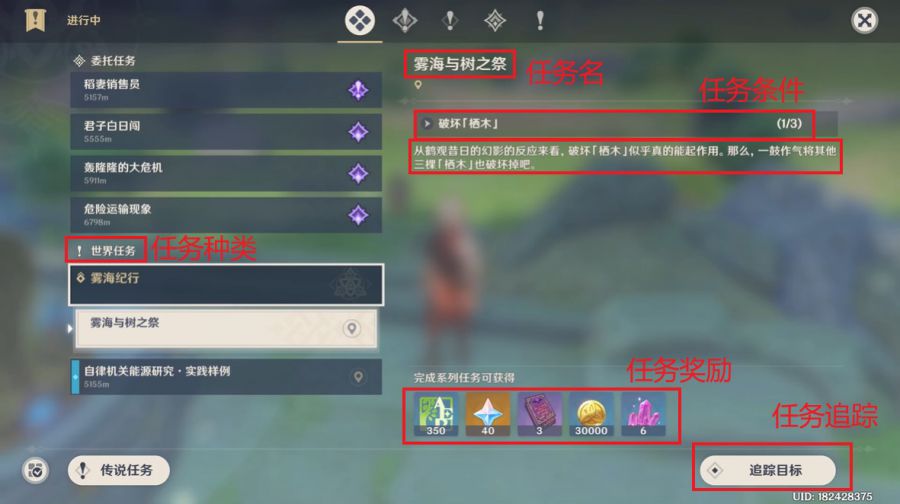 进行中
委托任务
稻妻销售员
5157m
君子白日闯
5555m
轰隆隆的大危机
5911m
危险运输现象
6798m
世界任务
任务种类
雾海纪行
雾海与树之祭
自律机关能源研究·实践样例
5155m
传说任务
雾海与树之祭
任务名
任务条件
破坏「栖木」 (1/3)
从鹤观昔日的幻影的反应来看，破坏「栖木」似乎真的能起作用。那么，一鼓作气将其他
三棵「栖木」也破坏掉吧。
任务奖励
完成系列任务可获得
AE
350 40 3 30000 6
任务追踪
追踪目标
UID: 182428375